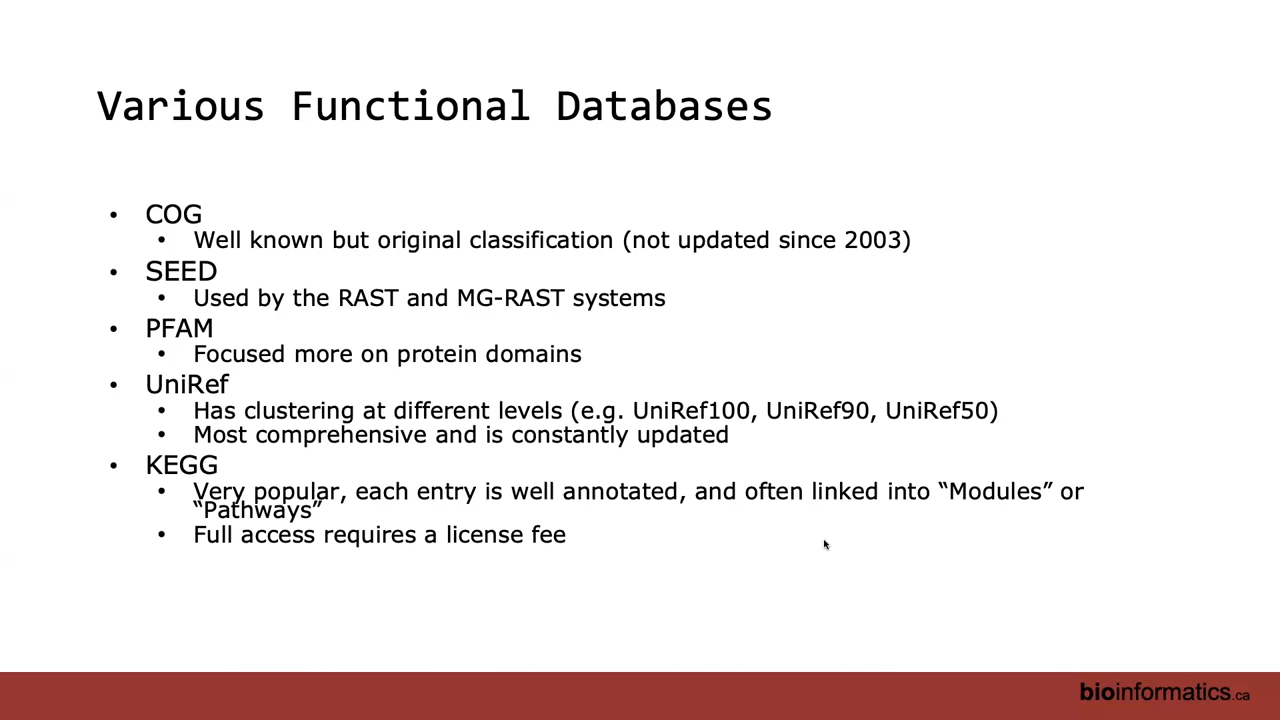 Various Functional Databases
• COG
• Well known but original classification (not updated since 2003)
• SEED
• Used by the RAST and MG-RAST systems
• PFAM
• Focused more on protein domains
• UniRef
• Has clustering at different levels (e.g. UniRef100, UniRef90, UniRef50)
• Most comprehensive and is constantly updated
• KEGG
• Very popular, each entry is well annotated, and often linked into “Modules” or
“Pathways”
• Full access requires a license fee
bioinformatics.ca